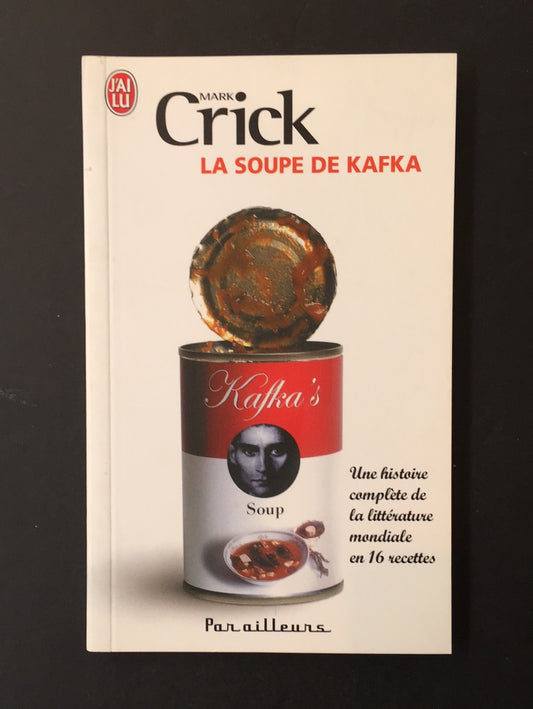 J'AI
LU
MARK
Crick
LA SOUPE DE KAFKA
Kafka's
Soup
Une histoire
complète de
la littérature
mondiale
en 16 recettes
Par ailleurs